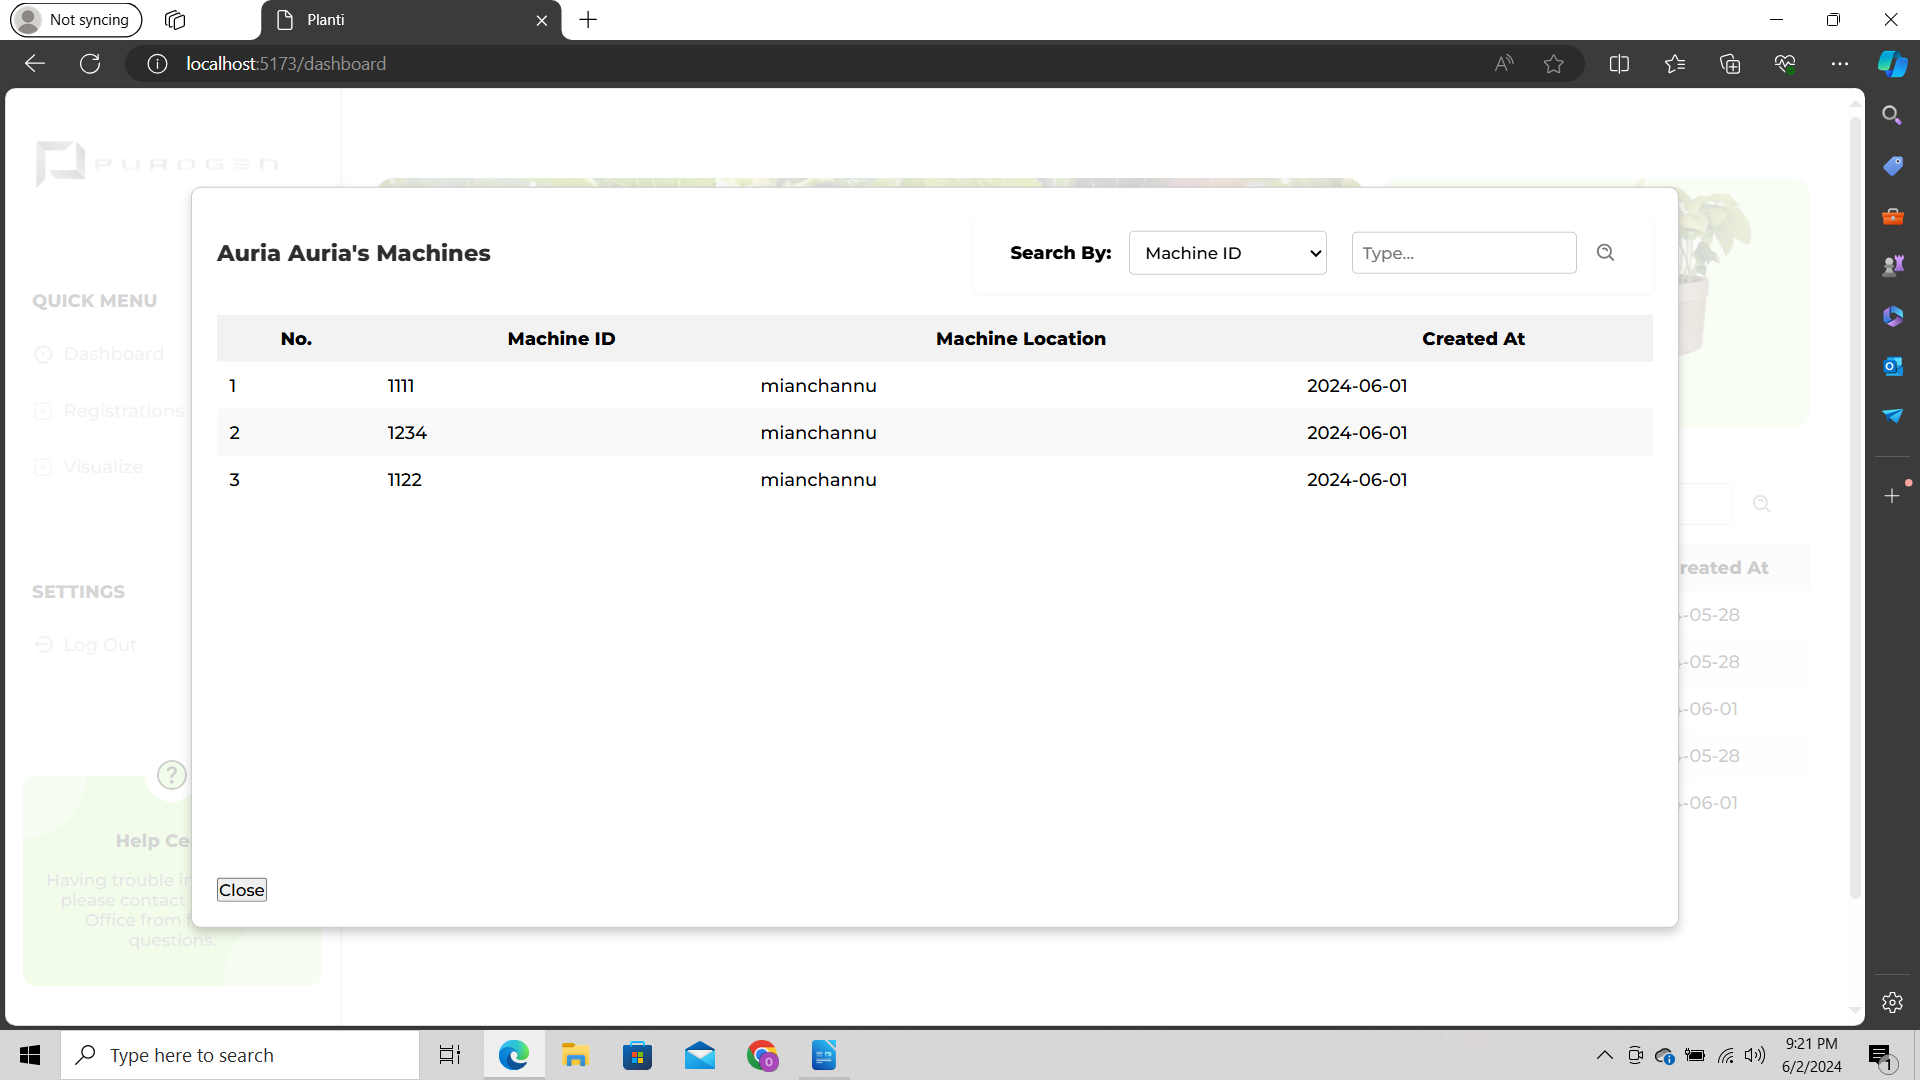 Not syncing
Planti
localhost:5173/dashboard
PUROGEN
Auria Auria's Machines
Search By:
Machine ID
Type...
QUICK MENU
Dashboard
Registrations
Visualize
No. Machine ID Machine Location Created At
1 1111 mianchannu 2024-06-01
2 1234 mianchannu 2024-06-01
3 1122 mianchannu 2024-06-01
reated At
-05-28
-05-28
-06-01
-05-28
-06-01
SETTINGS
Log Out
?
Help Ce
Having trouble in
please contact
Office from f
questions.
Close
Type here to search
9:21 PM
6/2/2024
1